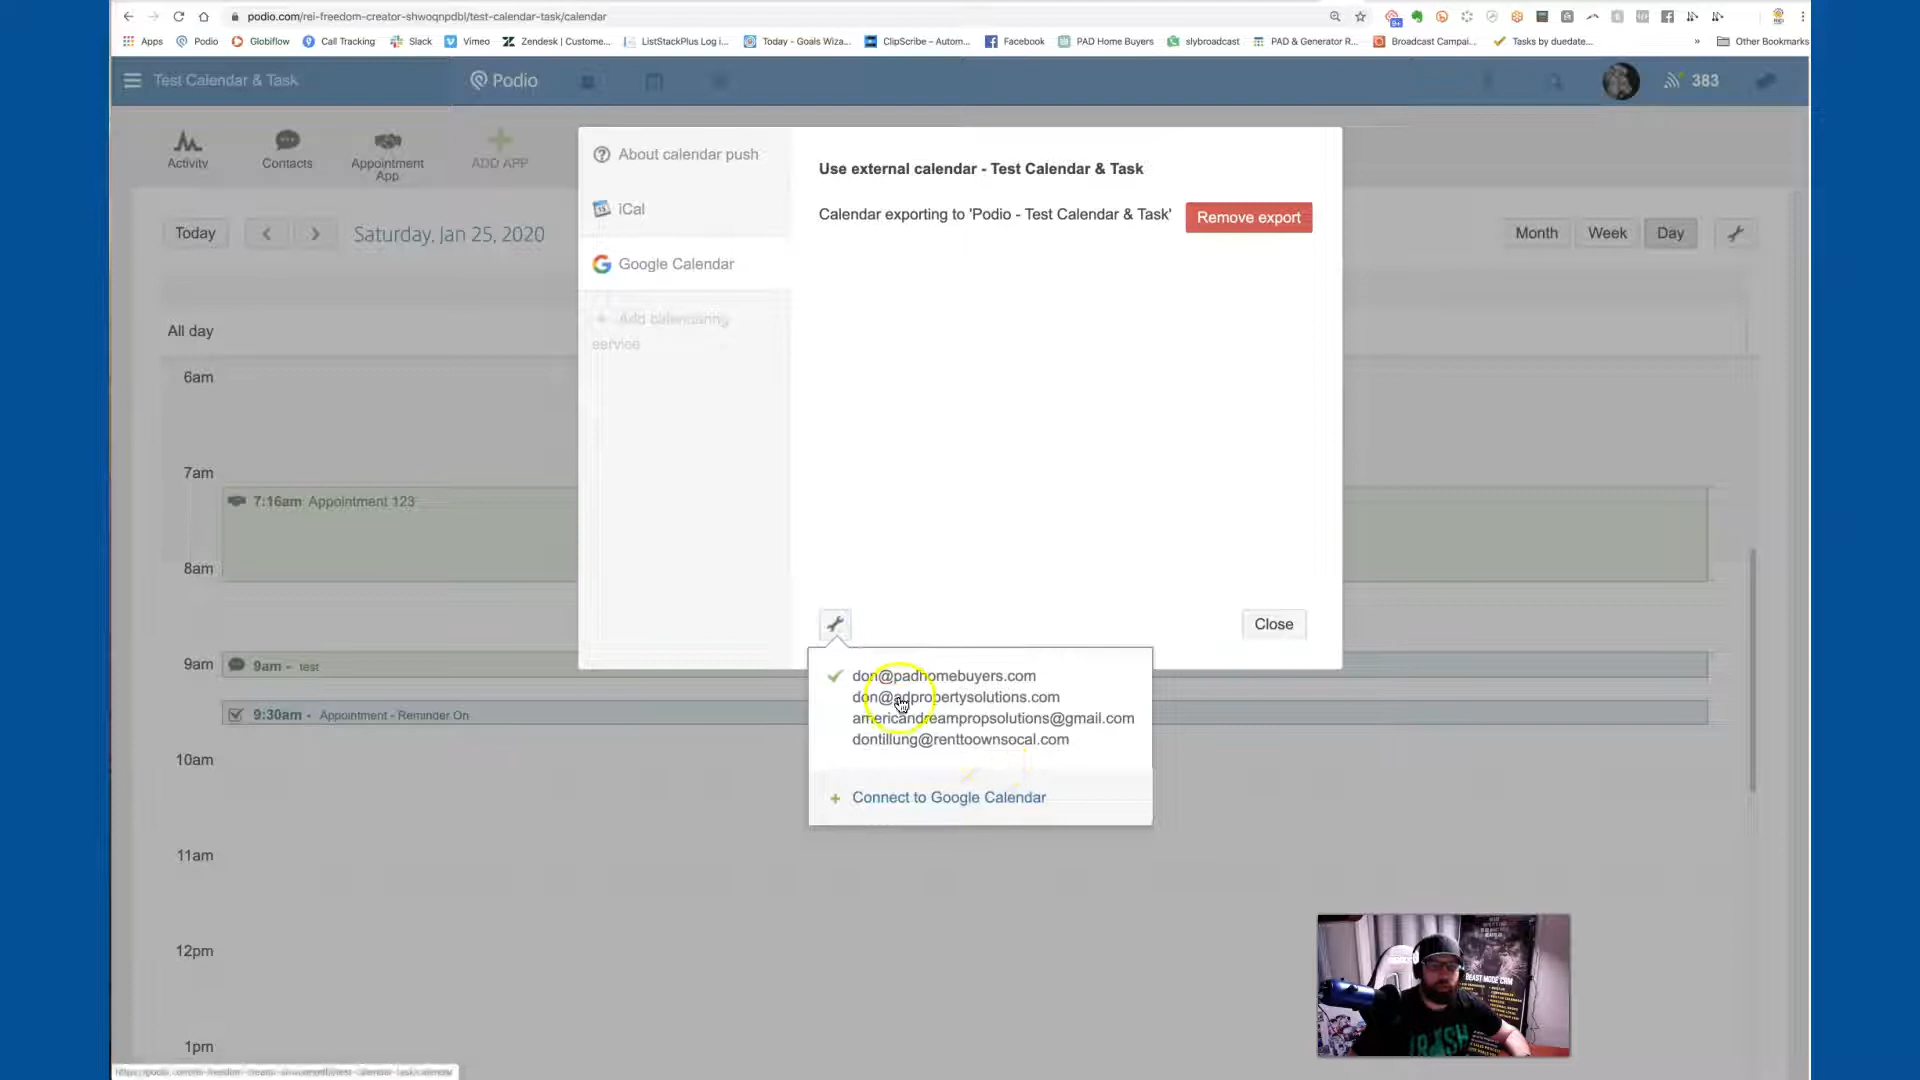 podio.com/rei-freedom-creator-shwoqnpdbl/test-calendar-task/calendar
Apps
Podio
Globiflow
Call Tracking
Slack
Vimeo
Zendesk | Custome...
ListStackPlus Log i...
Today - Goals Wiza...
ClipScribe – Autom...
Facebook
PAD Home Buyers
slybroadcast
PAD & Generator R...
Broadcast Campai...
Tasks by duedate...
»
Other Bookmarks
Test Calendar & Task
Podio
383
Activity
Contacts
Appointment
App
ADD APP
Today
Saturday, Jan 25, 2020
Month
Week
Day
All day
6am
7am
7:16am Appointment 123
8am
9am
9am - test
9:30am - Appointment - Reminder On
10am
11am
12pm
1pm
About calendar push
iCal
Google Calendar
+ Add calendaring
service
Use external calendar - Test Calendar & Task
Calendar exporting to 'Podio - Test Calendar & Task'
Remove export
Close
don@padhomebuyers.com
don@adpropertysolutions.com
americandreampropsolutions@gmail.com
dontillung@renttoownsocal.com
+ Connect to Google Calendar
BEAST MODE CRM